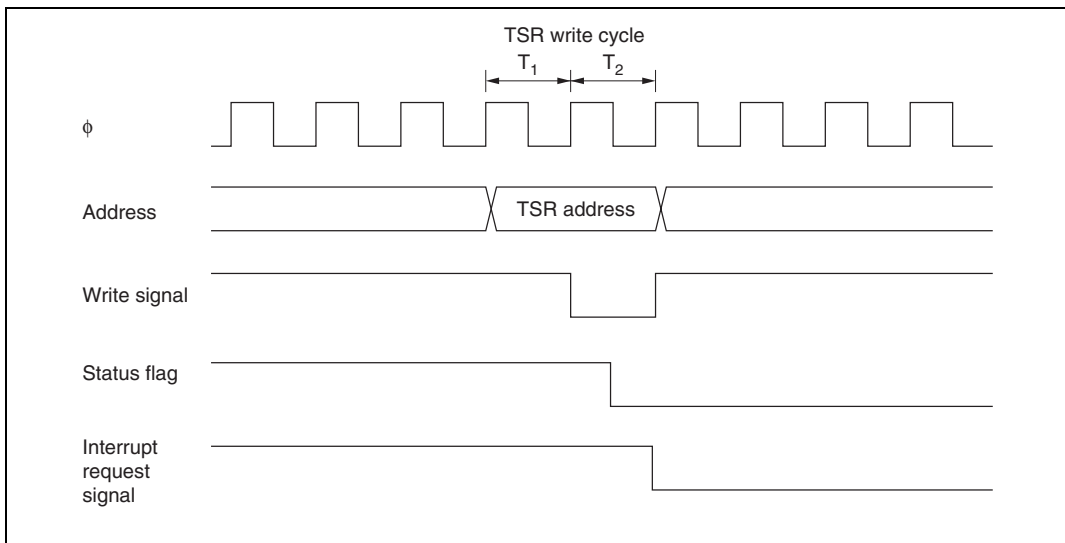 TSR write cycle
T1 T2
ϕ
Address
TSR address
Write signal
Status flag
Interrupt
request
signal